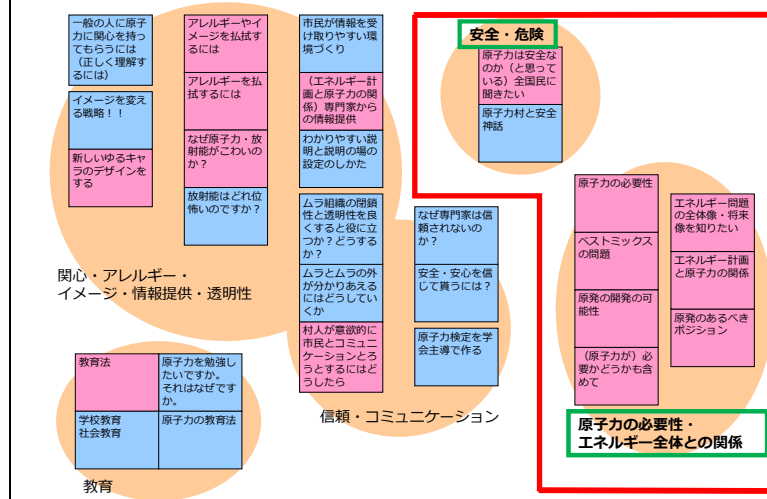 一般の人に原子
力に関心を持っ
てもらうには
（正しく理解す
るには）
イメージを変え
る戦略！！
新しいゆるキャ
ラのデザインを
する
アレルギーやイ
メージを払拭す
るには
アレルギーを払
拭するには
なぜ原子力・放
射能がこわいの
か？
放射能はどれ位
怖いのですか？
市民が情報を受
け取りやすい環
境づくり
（エネルギー計
画と原子力の関
係）専門家から
の情報提供
わかりやすい説
明と説明の場の
設定のしかた
ムラ組織の閉鎖
性と透明性を良
くすると役に立
つか？どうする
か？
ムラとムラの外
が分かりあえる
にはどうしてい
くか
村人が意欲的に
市民とコミュニ
ケーションとろ
うとするにはど
うしたら
なぜ専門家は信
頼されないの
か？
安全・安心を信
じて貰うには？
原子力検定を学
会主導で作る
関心・アレルギー・
イメージ・情報提供・透明性
信頼・コミュニケーション
教育法
原子力を勉強し
たいですか。
それはなぜです
か。
学校教育
社会教育
原子力の教育法
教育
安全・危険
原子力は安全な
のか（と思って
いる）全国民に
聞きたい
原子力村と安全
神話
原子力の必要性
ベストミックス
の問題
原発の開発の可
能性
（原子力が）必
要かどうかも含
めて
エネルギー問題
の全体像・将来
像を知りたい
エネルギー計画
と原子力の関係
原発のあるべき
ポジション
原子力の必要性・
エネルギー全体との関係